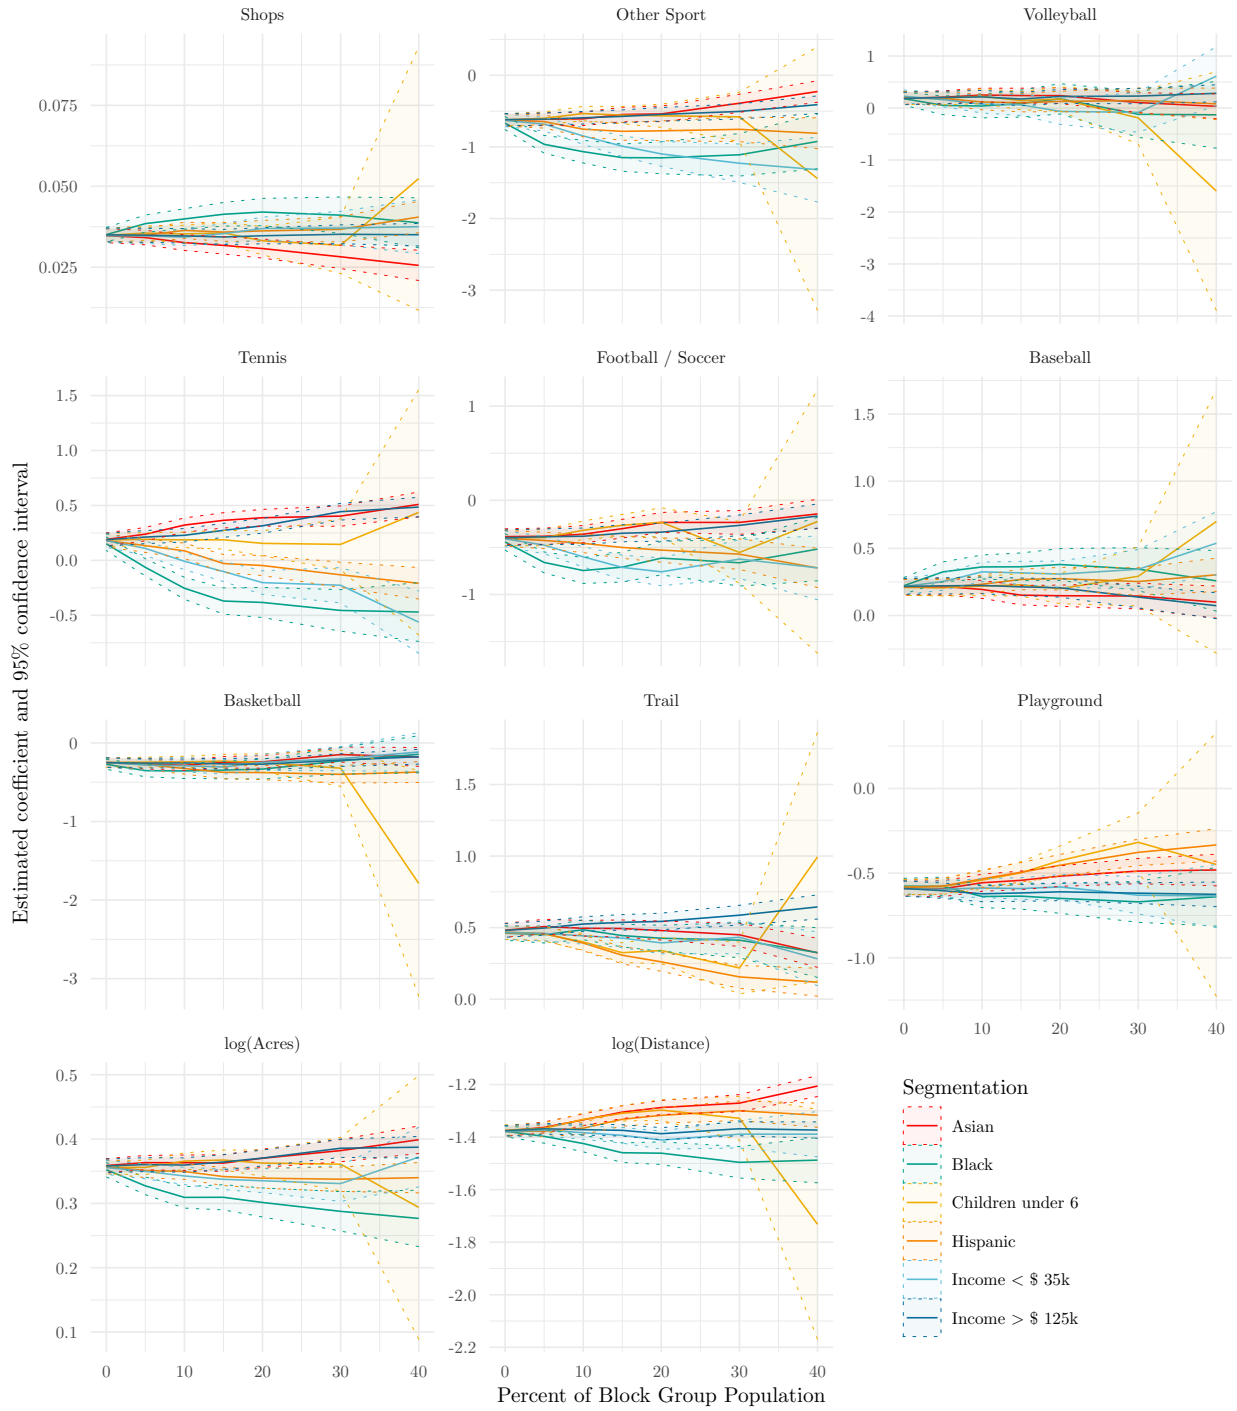 Shops
Other Sport
Volleyball
0.075
0.050
0.025
0
-1
-2
-3
1
0
-1
-2
-3
-4
Tennis
Football / Soccer
Baseball
1.5
1.0
0.5
0.0
-0.5
1
0
-1
1.5
1.0
0.5
0.0
Estimated coefficient and 95% confidence interval
Basketball
Trail
Playground
0
-1
-2
-3
1.5
1.0
0.5
0.0
0.0
-0.5
-1.0
0 10 20 30 40
log(Acres)
log(Distance)
0.5
0.4
0.3
0.2
0.1
-1.2
-1.4
-1.6
-1.8
-2.0
-2.2
0 10 20 30 40
0 10 20 30 40
Percent of Block Group Population
Segmentation
Asian
Black
Children under 6
Hispanic
Income < $ 35k
Income > $ 125k